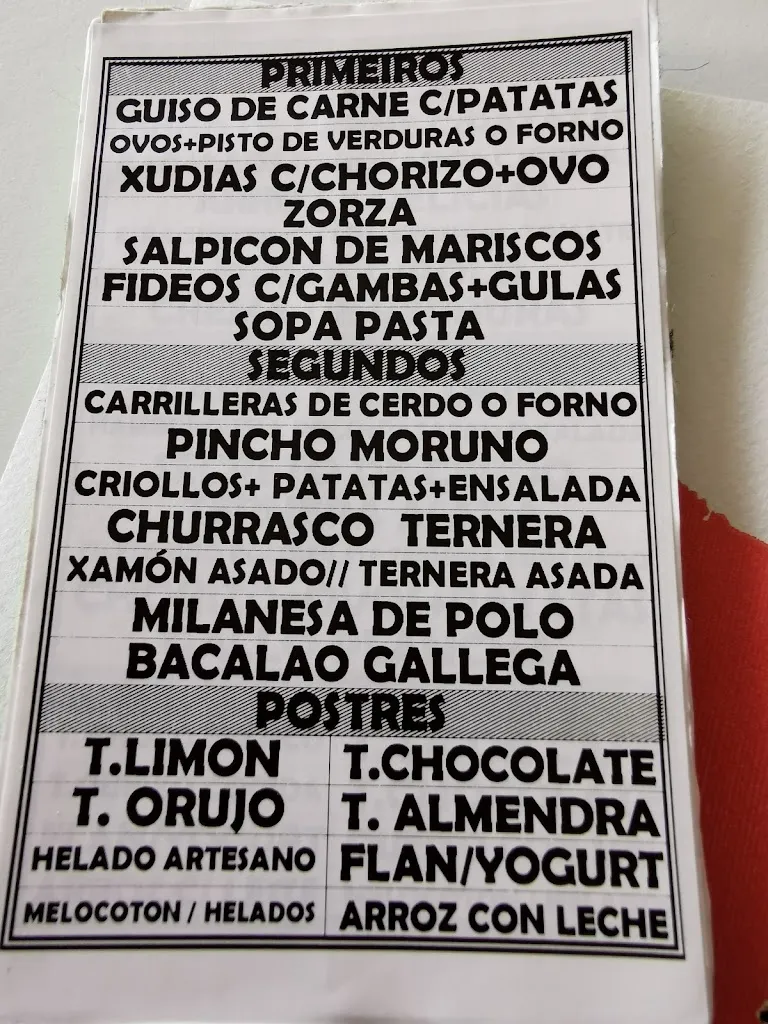 PRIMEIROS
GUISO DE CARNE C/PATATAS
OVOS+PISTO DE VERDURAS O FORNO
XUDIAS C/CHORIZO+OVO
ZORZA
SALPICON DE MARISCOS
FIDEOS C/GAMBAS+GULAS
SOPA PASTA
SEGUNDOS
CARRILLERAS DE CERDO O FORNO
PINCHO MORUNO
CRIOLLOS+ PATATAS+ENSALADA
CHURRASCO TERNERA
XAMÓN ASADO// TERNERA ASADA
MILANESA DE POLO
BACALAO GALLEGA
POSTRES
T.LIMON T.CHOCOLATE
T. ORUJO T. ALMENDRA
HELADO ARTESANO FLAN/YOGURT
MELOCOTON / HELADOS ARROZ CON LECHE